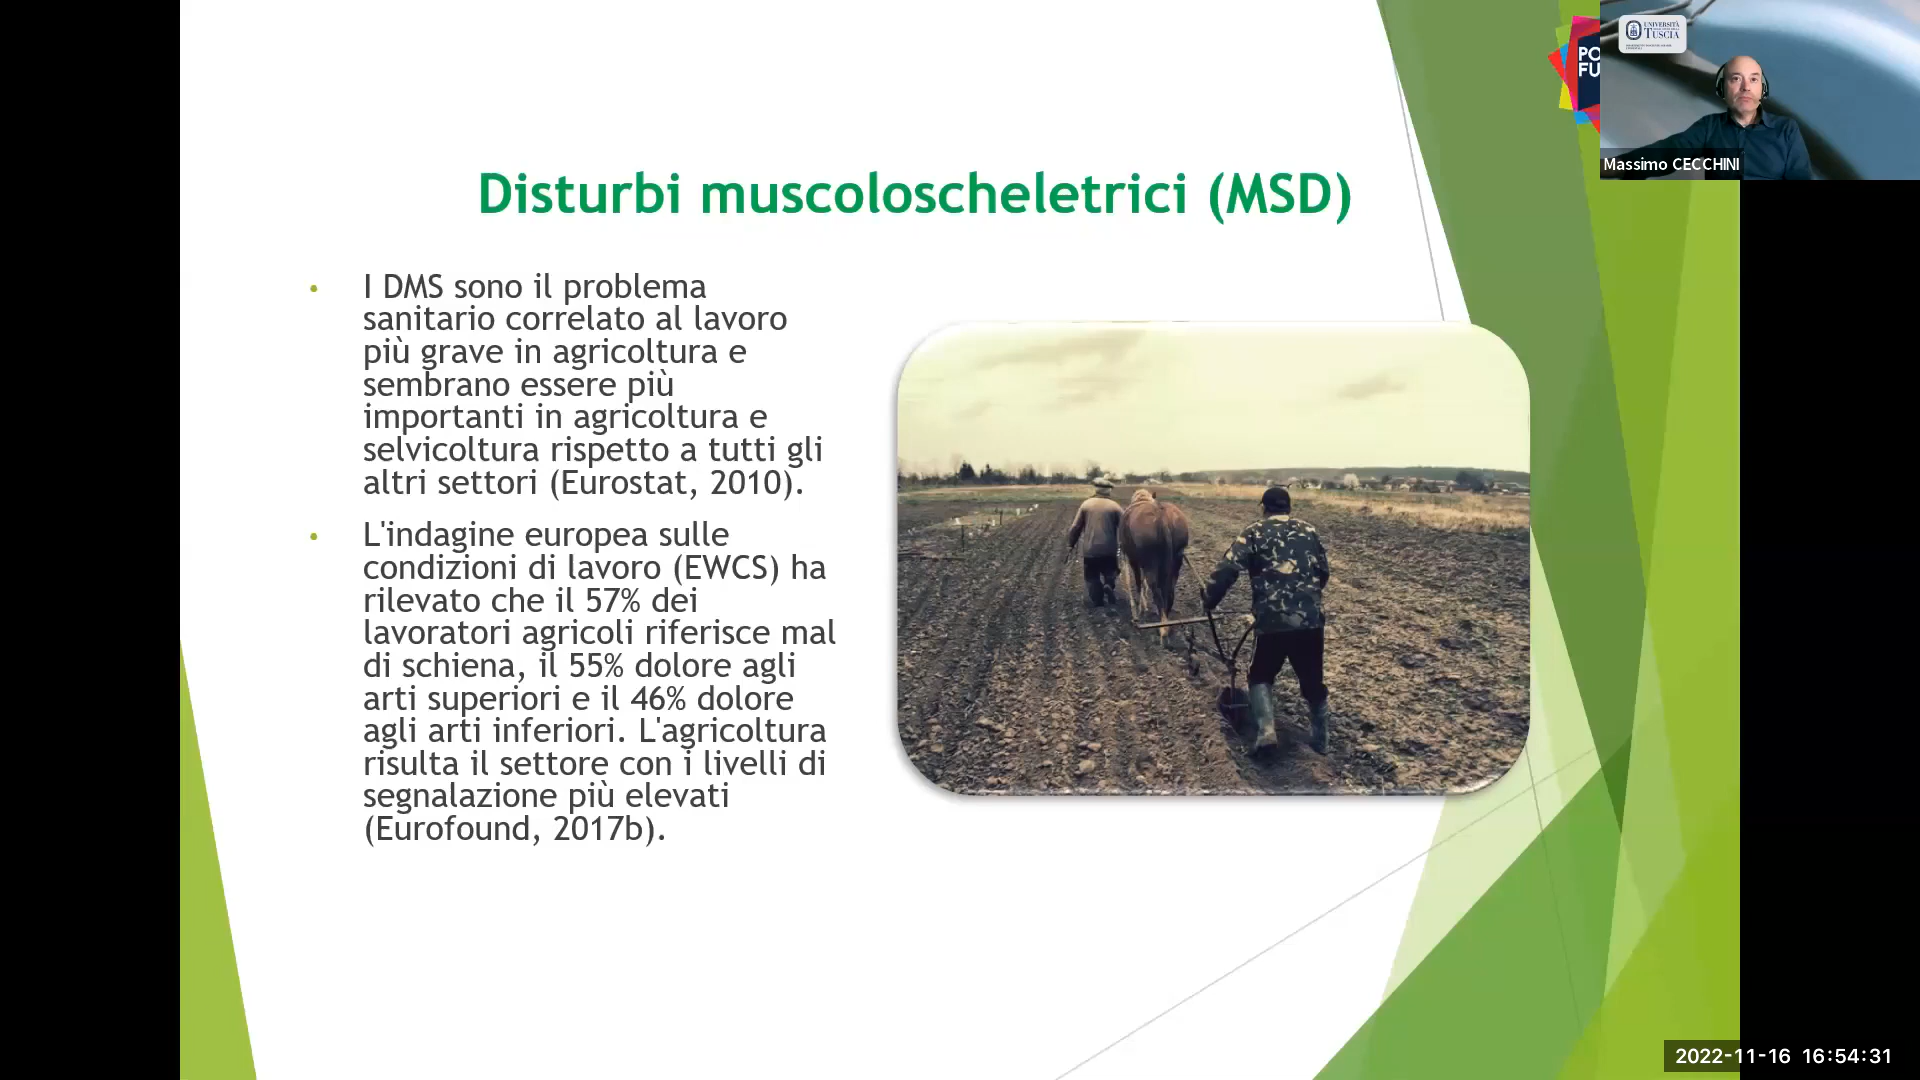 UNIVERSITÀ
TUSCIA
PO
FU
Massimo CECCHINI
Disturbi muscoloscheletrici (MSD)
• I DMS sono il problema
sanitario correlato al lavoro
più grave in agricoltura e
sembrano essere più
importanti in agricoltura e
selvicoltura rispetto a tutti gli
altri settori (Eurostat, 2010).
• L'indagine europea sulle
condizioni di lavoro (EWCS) ha
rilevato che il 57% dei
lavoratori agricoli riferisce mal
di schiena, il 55% dolore agli
arti superiori e il 46% dolore
agli arti inferiori. L'agricoltura
risulta il settore con i livelli di
segnalazione più elevati
(Eurofound, 2017b).
2022-11-16 16:54:31